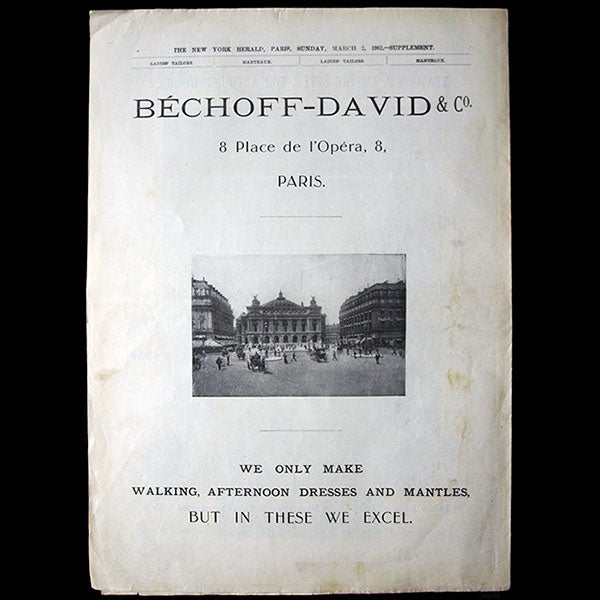 THE NEW YORK HERALD, PARIS, SUNDAY, MARCH 2, 1902.—SUPPLEMENT.
LADIES' TAILORS. MANTEAUX. LADIES' TAILORS. MANTEAUX.
BÉCHOFF-DAVID & Co.
8 Place de l'Opéra, 8,
PARIS.
WE ONLY MAKE
WALKING, AFTERNOON DRESSES AND MANTLES,
BUT IN THESE WE EXCEL.